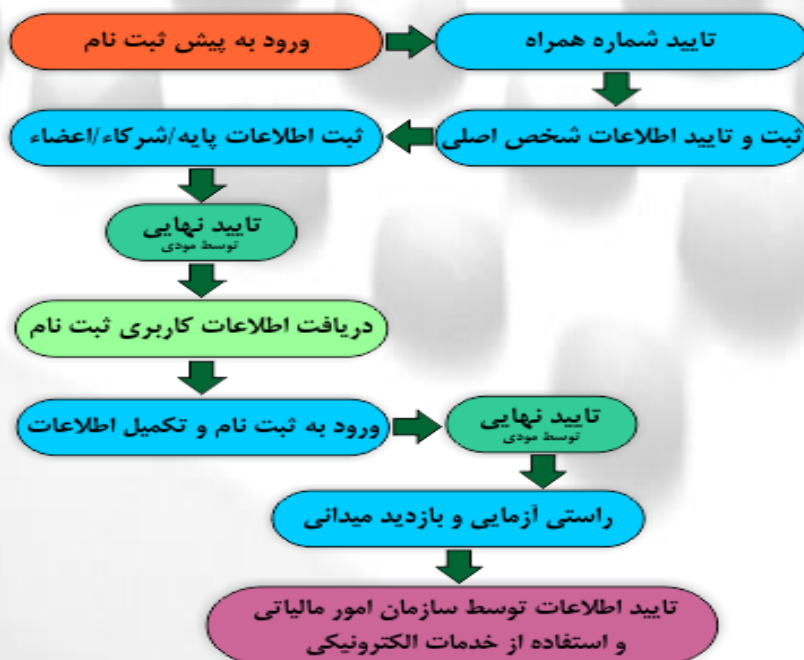 ورود به پیش ثبت نام
تایید شماره همراه
ثبت و تایید اطلاعات شخص اصلی
ثبت اطلاعات پایه/شرکاء/اعضاء
تایید نهایی
توسط مودی
دریافت اطلاعات کاربری ثبت نام
ورود به ثبت نام و تکمیل اطلاعات
تایید نهایی
توسط مودی
راستی آزمایی و بازدید میدانی
تایید اطلاعات توسط سازمان امور مالیاتی
و استفاده از خدمات الکترونیکی